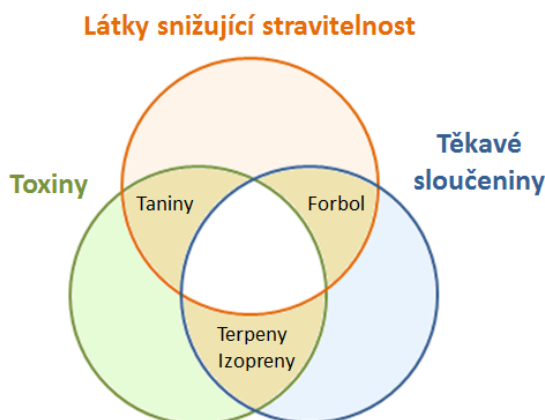 Látky snižující stravitelnost
Těkavé
sloučeniny
Toxiny
Taniny
Forbol
Terpeny
Izopreny